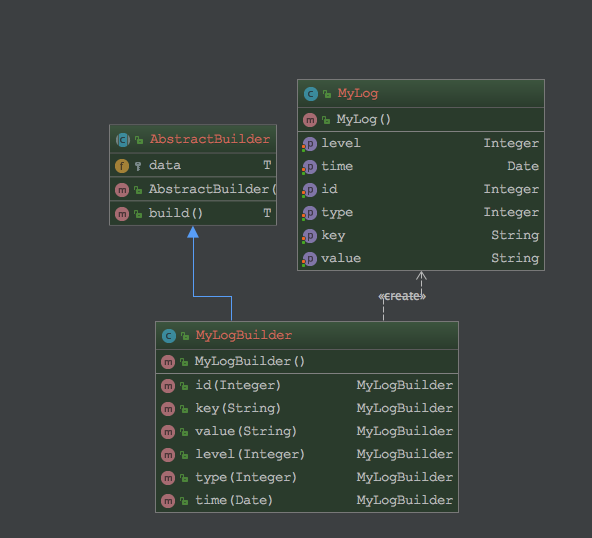 AbstractBuilder
f data T
m AbstractBuilder(
m build() T
c MyLog
m MyLog()
p level Integer
p time Date
p id Integer
p type Integer
p key String
p value String
«create»
c MyLogBuilder
m MyLogBuilder()
m id(Integer) MyLogBuilder
m key(String) MyLogBuilder
m value(String) MyLogBuilder
m level(Integer) MyLogBuilder
m type(Integer) MyLogBuilder
m time(Date) MyLogBuilder